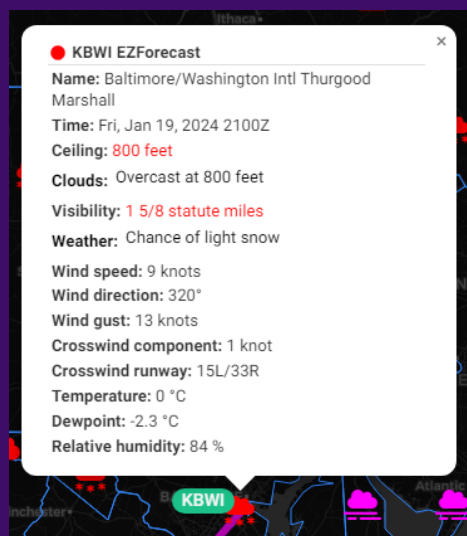 Ithaca
×
KBWI EZForecast
Name: Baltimore/Washington Intl Thurgood
Marshall
Time: Fri, Jan 19, 2024 2100Z
Ceiling: 800 feet
Clouds: Overcast at 800 feet
Visibility: 1 5/8 statute miles
Weather: Chance of light snow
Wind speed: 9 knots
Wind direction: 320°
Wind gust: 13 knots
Crosswind component: 1 knot
Crosswind runway: 15L/33R
Temperature: 0 °C
Dewpoint: -2.3 °C
Relative humidity: 84 %
Atlantic
KBWI
inchester